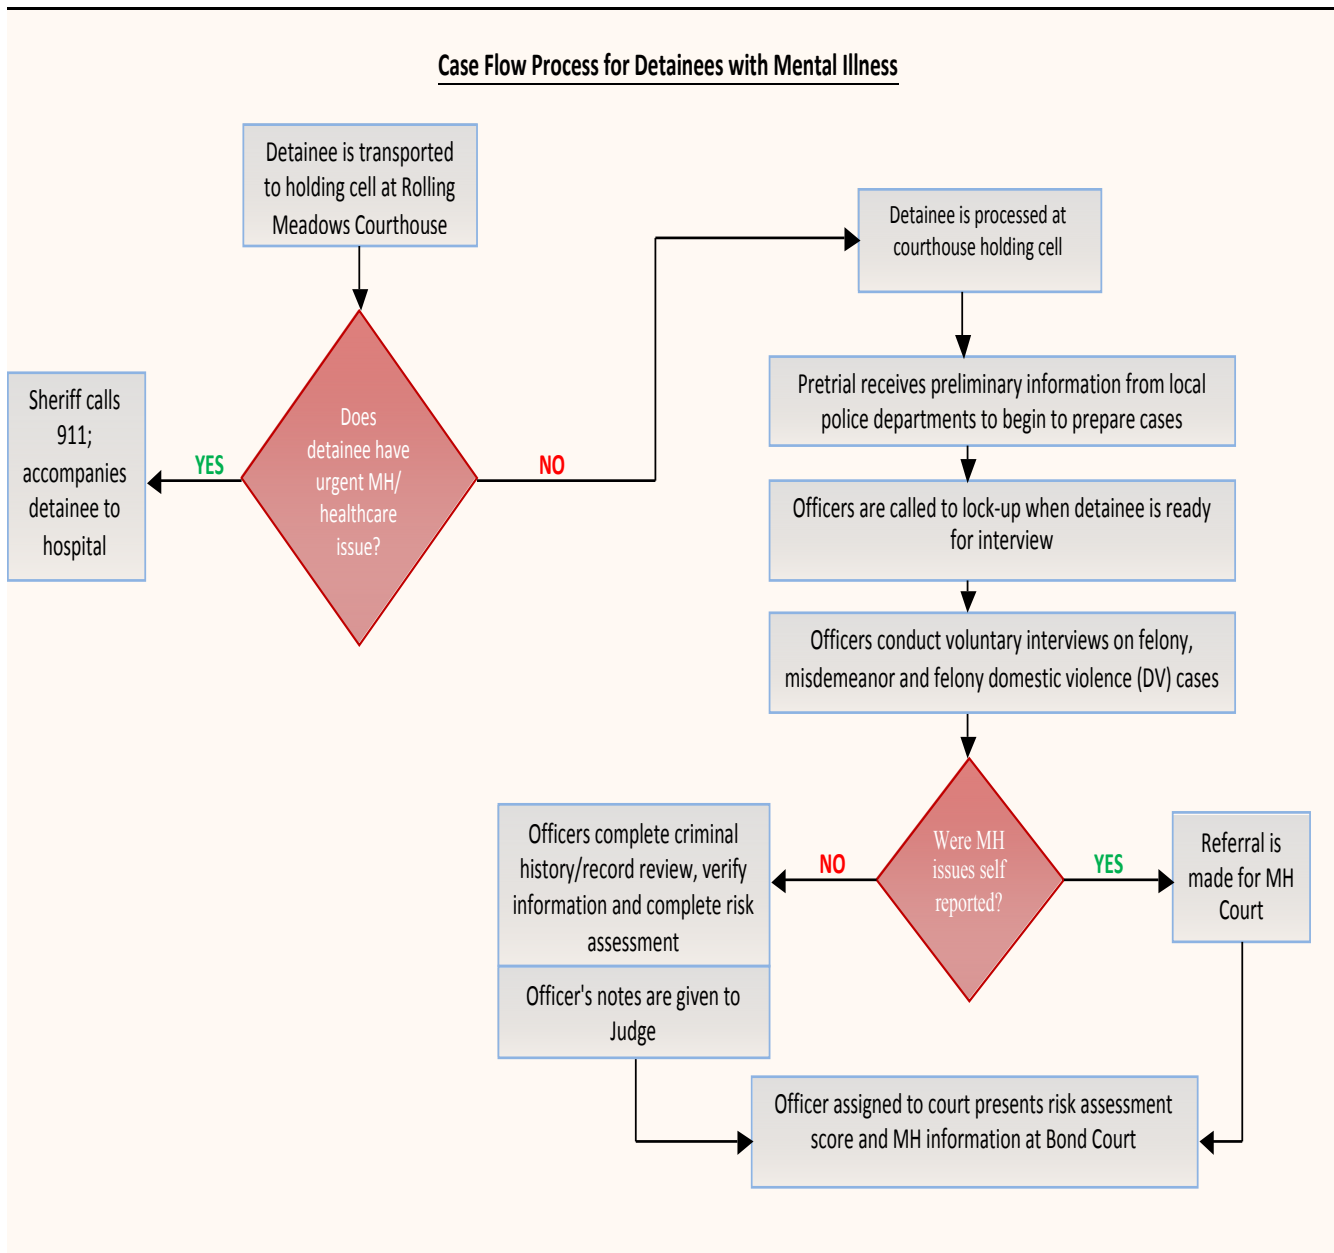 Case Flow Process for Detainees with Mental Illness
Detainee is transported
to holding cell at Rolling
Meadows Courthouse
Detainee is processed at
courthouse holding cell
Does
detainee have
urgent MH/
healthcare
issue?
YES
NO
Sheriff calls
911;
accompanies
detainee to
hospital
Pretrial receives preliminary information from local
police departments to begin to prepare cases
Officers are called to lock-up when detainee is ready
for interview
Officers conduct voluntary interviews on felony,
misdemeanor and felony domestic violence (DV) cases
Were MH
issues self
reported?
NO
YES
Officers complete criminal
history/record review, verify
information and complete risk
assessment
Officer's notes are given to
Judge
Referral is
made for MH
Court
Officer assigned to court presents risk assessment
score and MH information at Bond Court